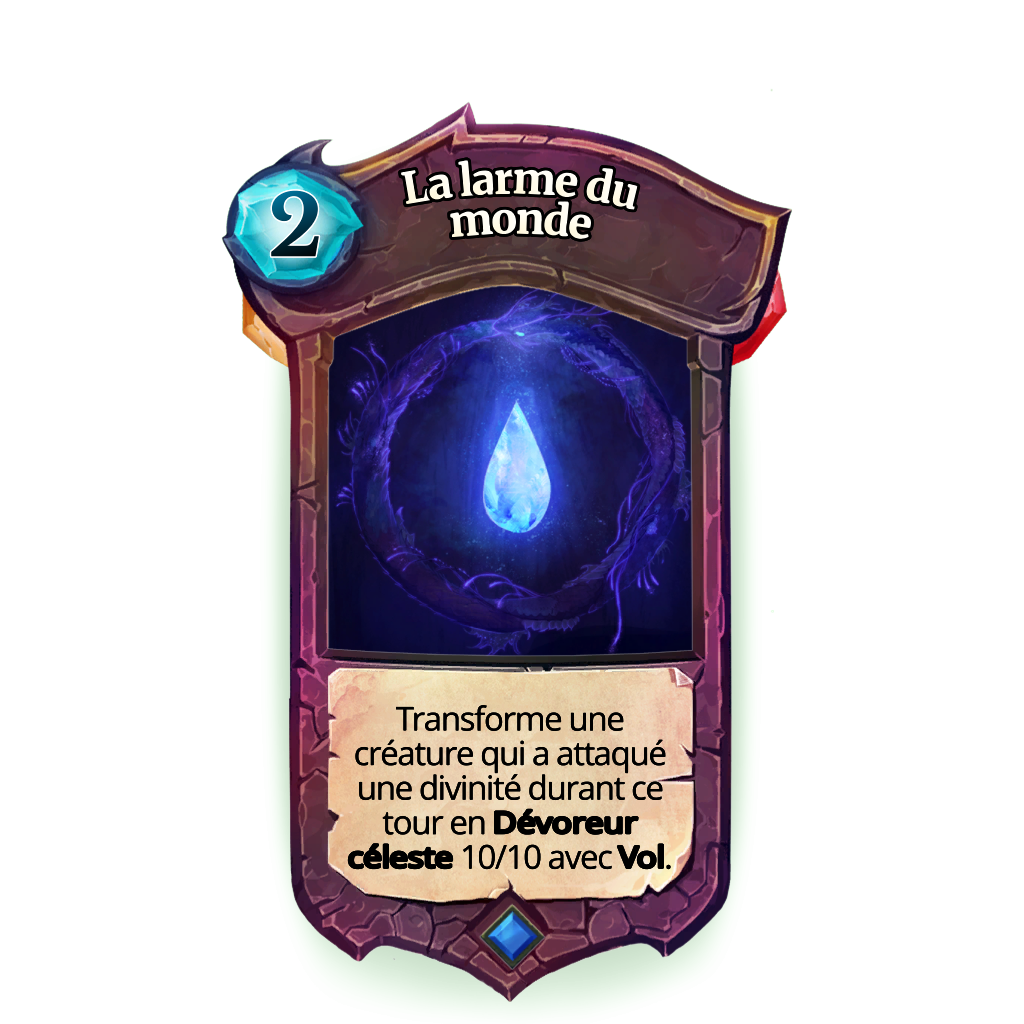 2
La larme du
monde
Transforme une
créature qui a attaqué
une divinité durant ce
tour en Dévoreur
céleste 10/10 avec Vol.